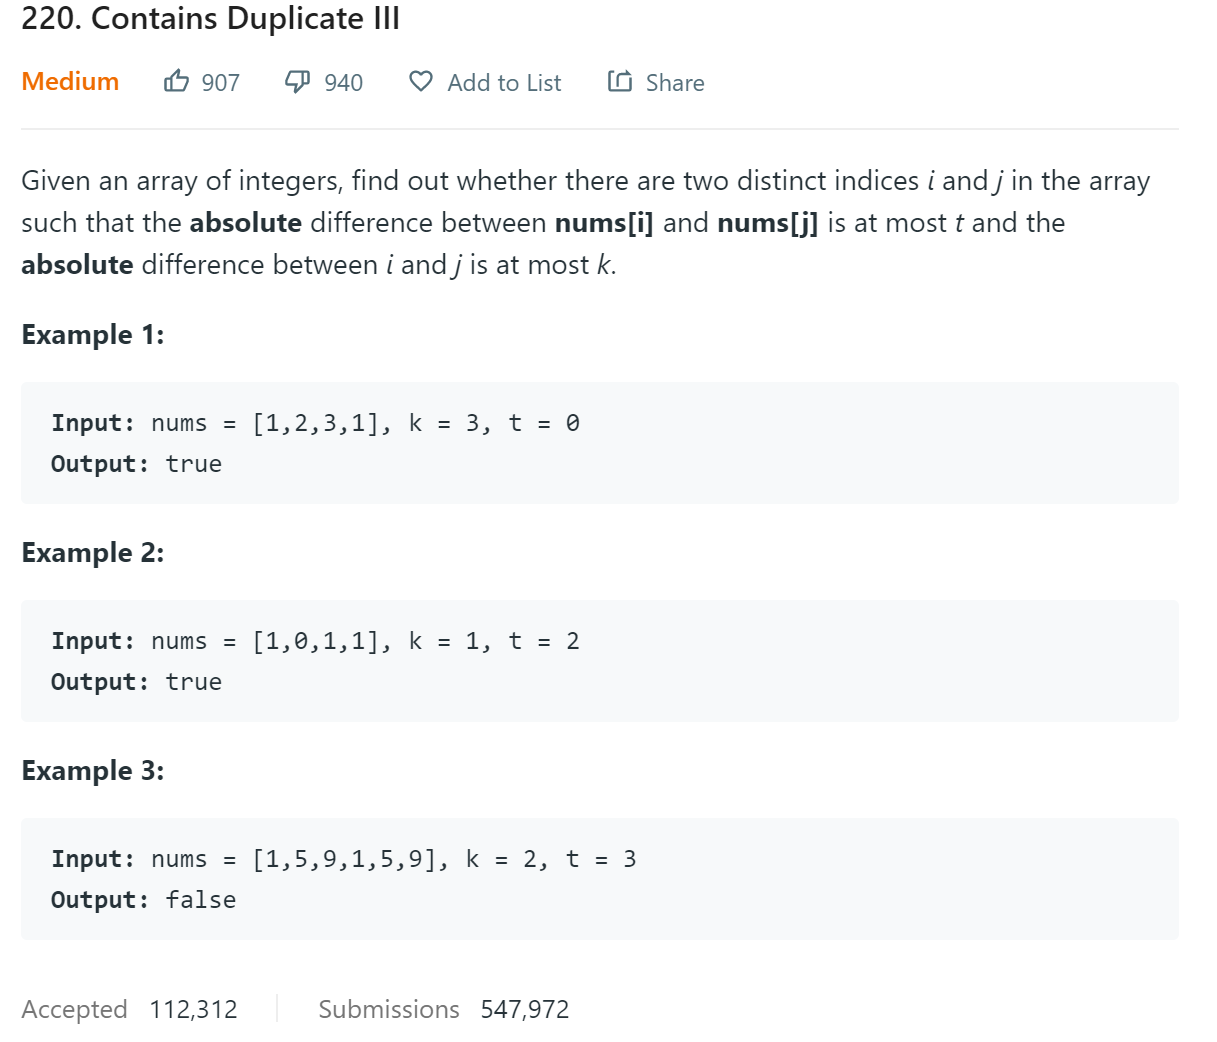 220. Contains Duplicate III
Medium 907 940 Add to List Share
Given an array of integers, find out whether there are two distinct indices i and j in the array
such that the absolute difference between nums[i] and nums[j] is at most t and the
absolute difference between i and j is at most k.
Example 1:
Input: nums = [1,2,3,1], k = 3, t = 0
Output: true
Example 2:
Input: nums = [1,0,1,1], k = 1, t = 2
Output: true
Example 3:
Input: nums = [1,5,9,1,5,9], k = 2, t = 3
Output: false
Accepted 112,312 Submissions 547,972